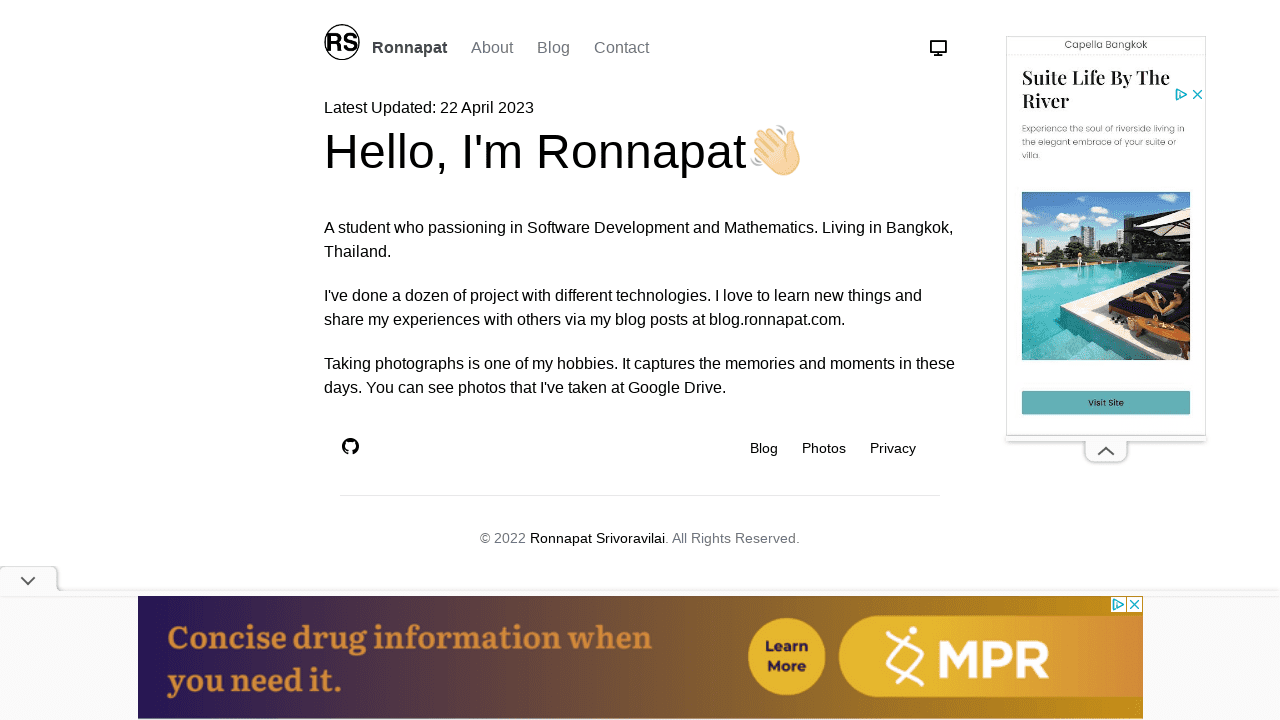 RS
Ronnapat About Blog Contact
Latest Updated: 22 April 2023
Hello, I'm Ronnapat👋🏻
A student who passioning in Software Development and Mathematics. Living in Bangkok,
Thailand.
I've done a dozen of project with different technologies. I love to learn new things and
share my experiences with others via my blog posts at blog.ronnapat.com.
Taking photographs is one of my hobbies. It captures the memories and moments in these
days. You can see photos that I've taken at Google Drive.
Blog Photos Privacy
© 2022 Ronnapat Srivoravilai. All Rights Reserved.
Capella Bangkok
Suite Life By The
River
Experience the soul of riverside living in
the elegant embrace of your suite or
villa.
Visit Site
Concise drug information when
you need it.
Learn
More
MPR